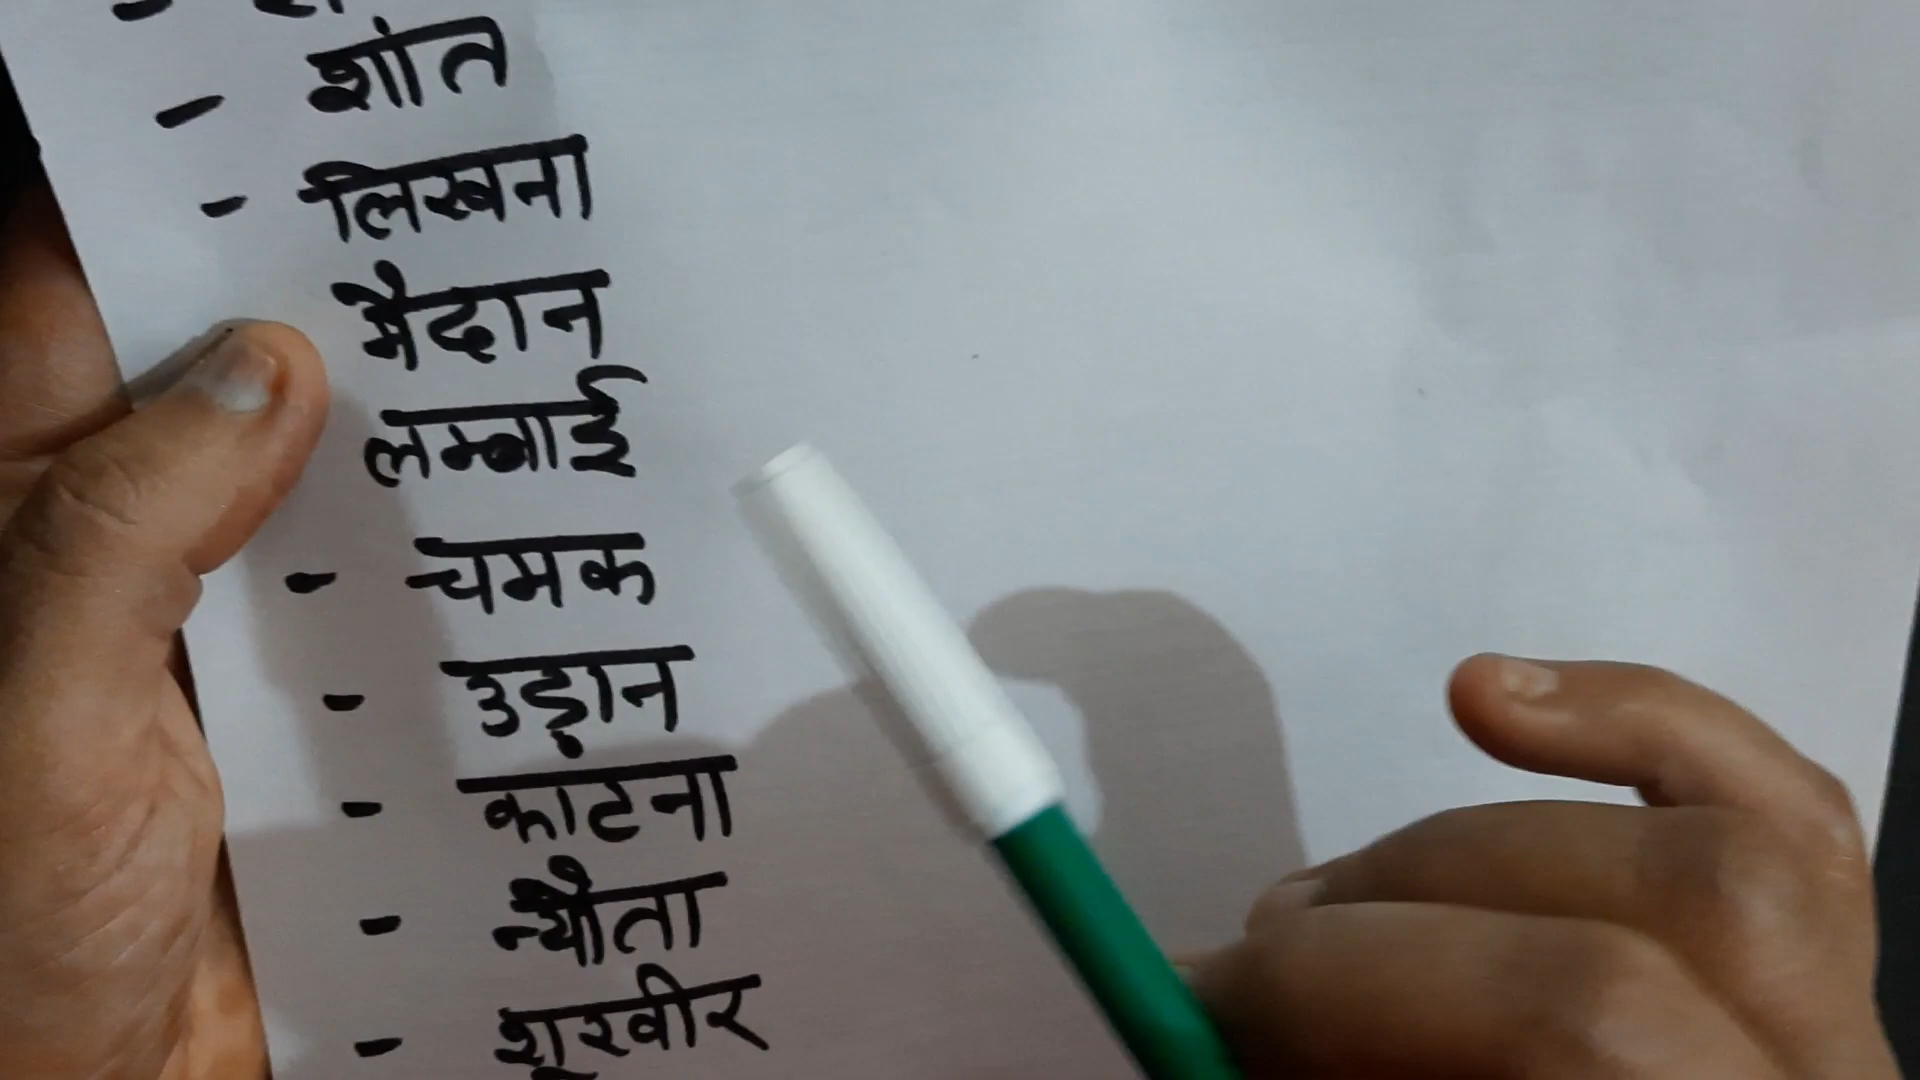 - शांत
- लिखना
मैदान
लम्बाई
- चमक
- उड़ान
- काटना
- न्यौता
- शूरवीर